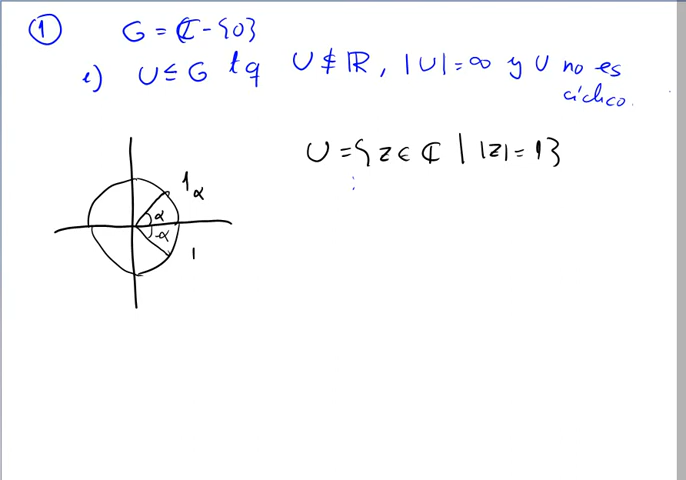 ① G = ℂ - {0}
e) U ≤ G tq U ⊄ ℝ, |U| = ∞ y U no es
cíclico.
U = {z ∈ ℂ | |z| = 1}
1α
α
-α
1